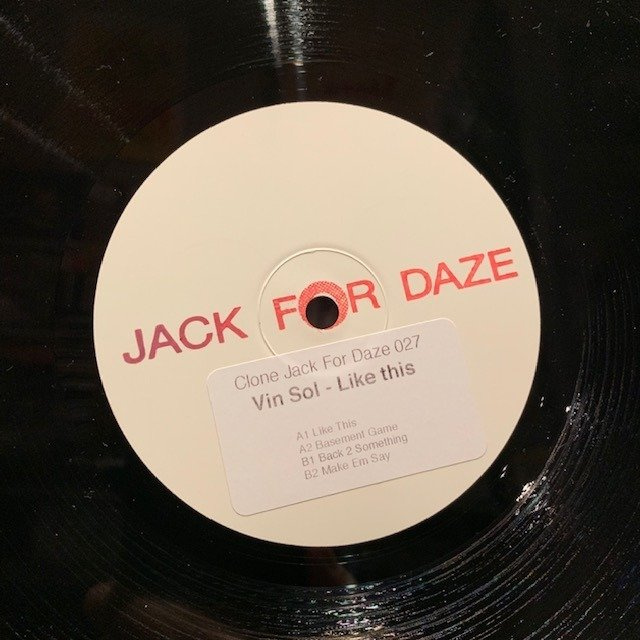 JACK FOR DAZE
Clone Jack For Daze 027
Vin Sol - Like this
A1 Like This
A2 Basement Game
B1 Back 2 Something
B2 Make Em Say